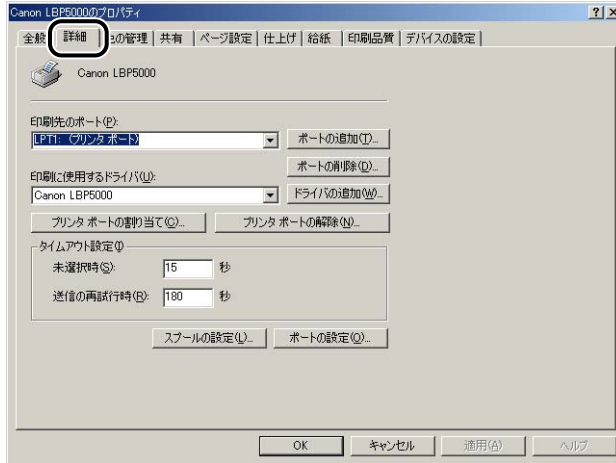 Canon LBP5000のプロパティ
全般 詳細 色の管理 共有 ページ設定 仕上げ 給紙 印刷品質 デバイスの設定
Canon LBP5000
印刷先のポート(P):
LPT1: (プリンタ ポート)
ポートの追加(T)...
ポートの削除(D)...
印刷に使用するドライバ(U):
Canon LBP5000
ドライバの追加(W)...
プリンタ ポートの割り当て(C)... プリンタ ポートの解除(N)...
タイムアウト設定(I)
未選択時(S): 15 秒
送信の再試行時(R): 180 秒
スプールの設定(L)... ポートの設定(O)...
OK キャンセル 適用(A) ヘルプ